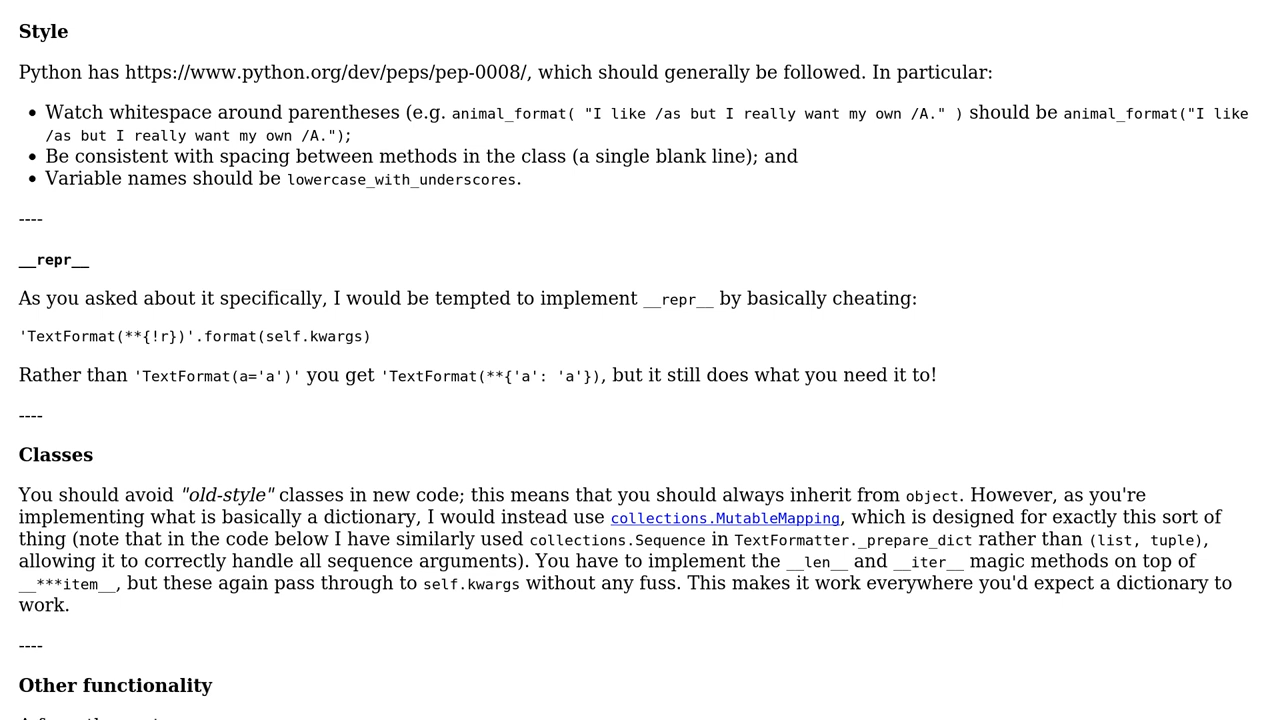 Style
Python has https://www.python.org/dev/peps/pep-0008/, which should generally be followed. In particular:
• Watch whitespace around parentheses (e.g. animal_format( "I like /as but I really want my own /A." ) should be animal_format("I like
/as but I really want my own /A.");
• Be consistent with spacing between methods in the class (a single blank line); and
• Variable names should be lowercase_with_underscores.
----
__repr__
As you asked about it specifically, I would be tempted to implement __repr__ by basically cheating:
'TextFormat(**{!r})'.format(self.kwargs)
Rather than 'TextFormat(a='a')' you get 'TextFormat(**{'a': 'a'}), but it still does what you need it to!
----
Classes
You should avoid "old-style" classes in new code; this means that you should always inherit from object. However, as you're
implementing what is basically a dictionary, I would instead use collections.MutableMapping, which is designed for exactly this sort of
thing (note that in the code below I have similarly used collections.Sequence in TextFormatter._prepare_dict rather than (list, tuple),
allowing it to correctly handle all sequence arguments). You have to implement the __len__ and __iter__ magic methods on top of
__***item__, but these again pass through to self.kwargs without any fuss. This makes it work everywhere you'd expect a dictionary to
work.
----
Other functionality